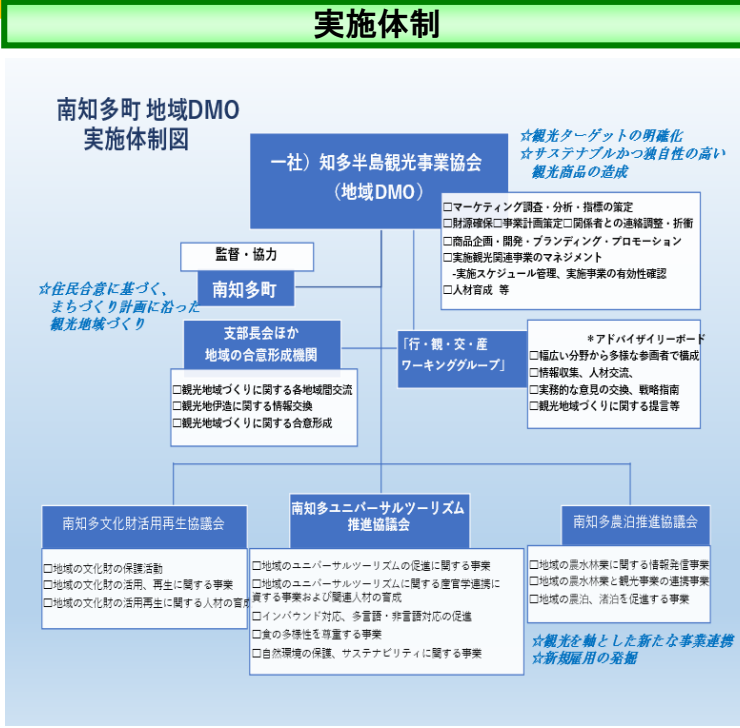 実施体制
南知多町 地域DMO
実施体制図
一社）知多半島観光事業協会
（地域DMO）
☆観光ターゲットの明確化
☆サステナブルかつ独自性の高い
観光商品の造成
□マーケティング調査・分析・指標の策定
□財源確保□事業計画策定□関係者との連絡調整・折衝
□商品企画・開発・ブランディング・プロモーション
□実施観光関連事業のマネジメント
-実施スケジュール管理、実施事業の有効性確認
□人材育成 等
監督・協力
南知多町
☆住民合意に基づく、
まちづくり計画に沿った
観光地域づくり
支部長会ほか
地域の合意形成機関
□観光地域づくりに関する各地域間交流
□観光地伊造に関する情報交換
□観光地域づくりに関する合意形成
「行・観・交・産
ワーキンググループ」
＊アドバイザイリーボード
□幅広い分野から多様な参画者で構成
□情報収集、人材交流、
□実務的な意見の交換、戦略指南
□観光地域づくりに関する提言等
南知多文化財活用再生協議会
□地域の文化財の保護活動
□地域の文化財の活用、再生に関する事業
□地域の文化財の活用再生に関する人材の育成
南知多ユニバーサルツーリズム
推進協議会
□地域のユニバーサルツーリズムの促進に関する事業
□地域のユニバーサルツーリズムに関する産官学連携に
資する事業および関連人材の育成
□インバウンド対応、多言語・非言語対応の促進
□食の多様性を尊重する事業
□自然環境の保護、サステナビリティに関する事業
南知多農泊推進協議会
□地域の農水林業に関する情報発信事業
□地域の農水林業と観光事業の連携事業
□地域の農泊、渚泊を促進する事業
☆観光を軸とした新たな事業連携
☆新規雇用の発掘